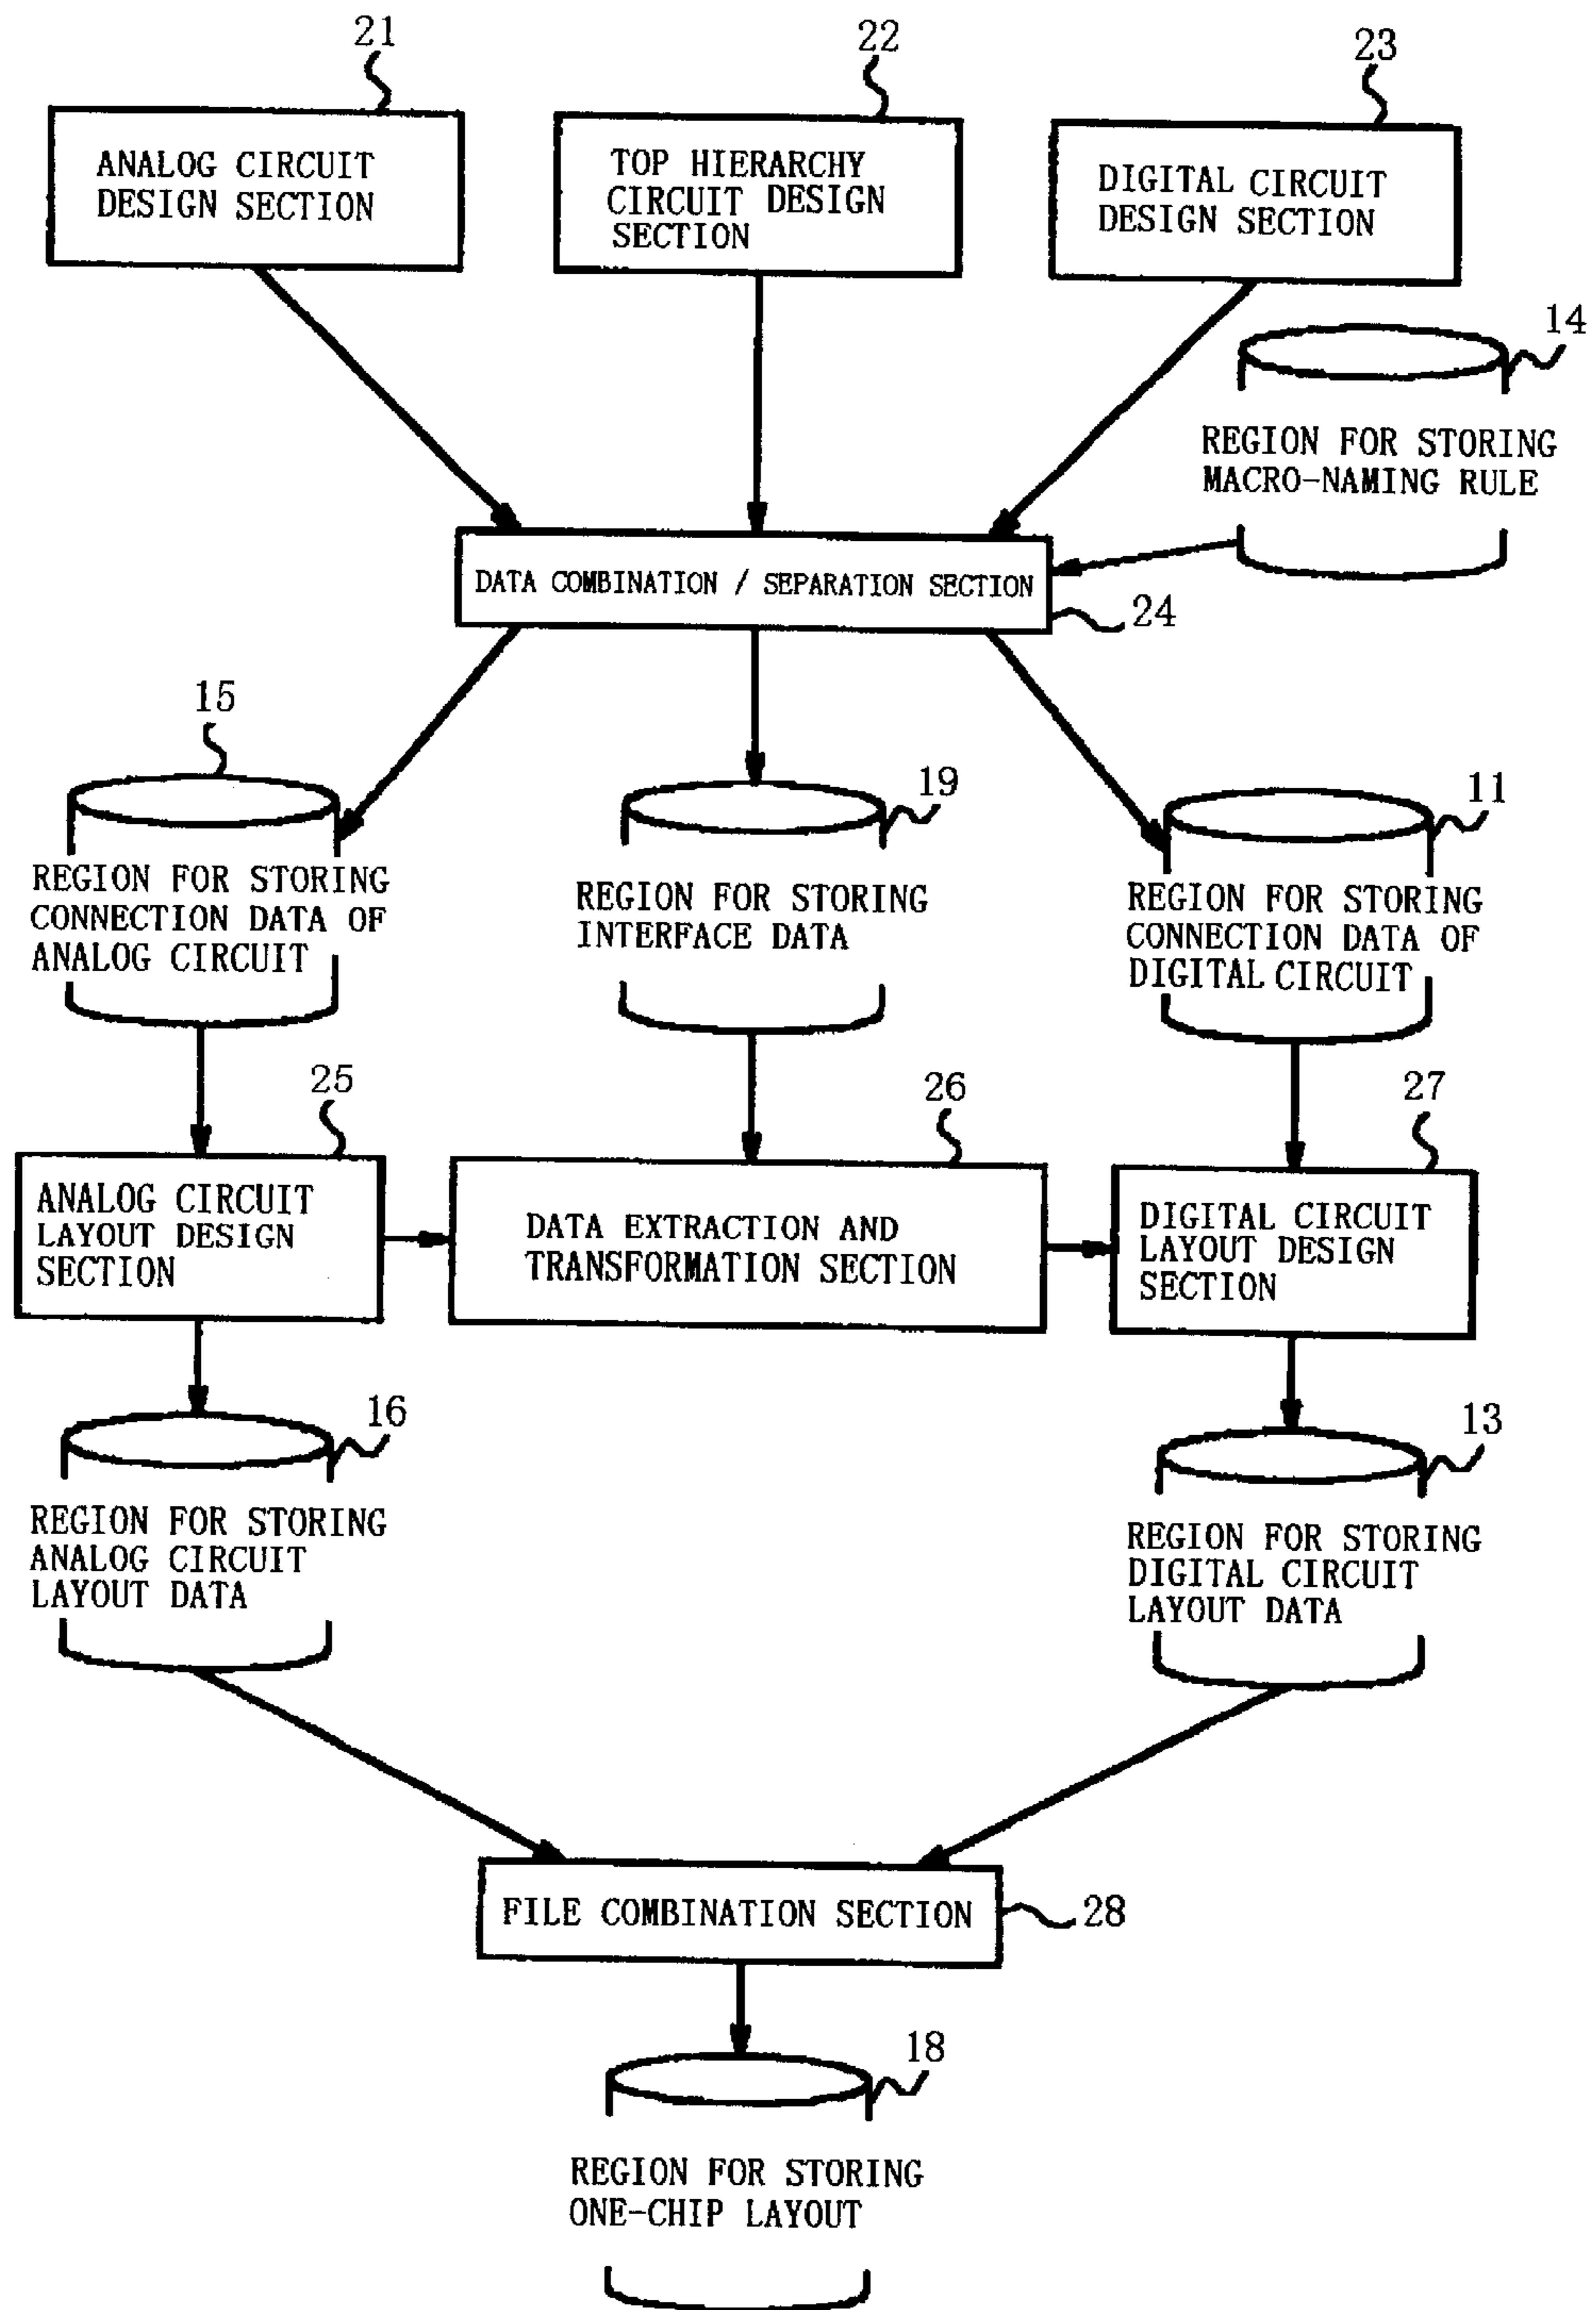 21
22
23
ANALOG CIRCUIT
DESIGN SECTION
TOP HIERARCHY
CIRCUIT DESIGN
SECTION
DIGITAL CIRCUIT
DESIGN SECTION
14
REGION FOR STORING
MACRO-NAMING RULE
DATA COMBINATION / SEPARATION SECTION
24
15
19
11
REGION FOR STORING
CONNECTION DATA OF
ANALOG CIRCUIT
REGION FOR STORING
INTERFACE DATA
REGION FOR STORING
CONNECTION DATA OF
DIGITAL CIRCUIT
25
26
27
ANALOG CIRCUIT
LAYOUT DESIGN
SECTION
DATA EXTRACTION AND
TRANSFORMATION SECTION
DIGITAL CIRCUIT
LAYOUT DESIGN
SECTION
16
13
REGION FOR STORING
ANALOG CIRCUIT
LAYOUT DATA
REGION FOR STORING
DIGITAL CIRCUIT
LAYOUT DATA
FILE COMBINATION SECTION
28
18
REGION FOR STORING
ONE-CHIP LAYOUT